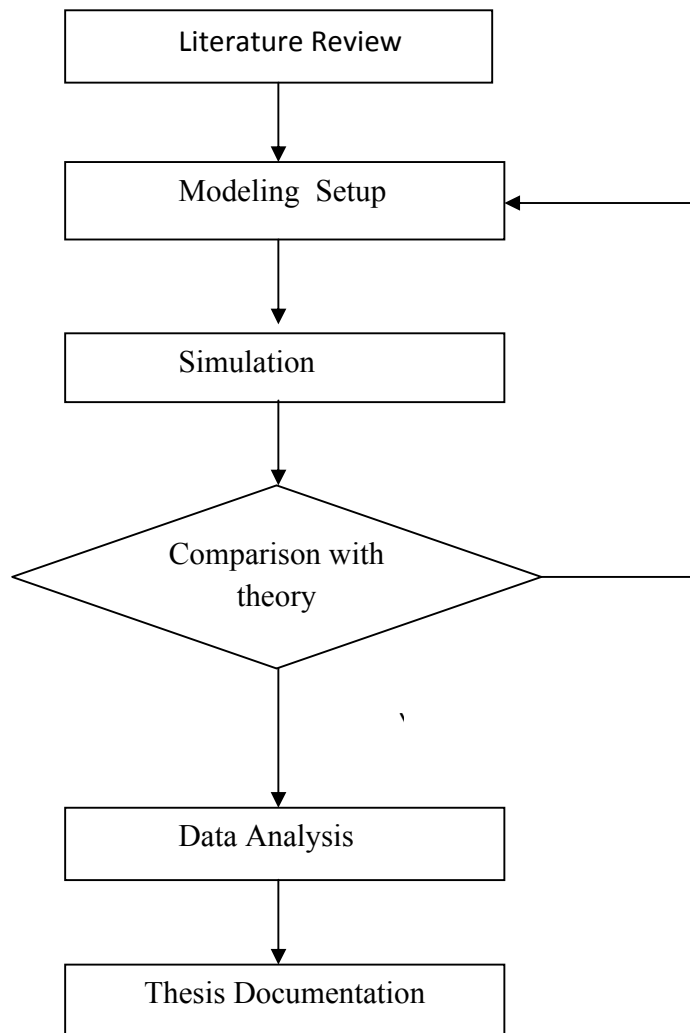 Literature Review
Modeling Setup
Simulation
Comparison with
theory
Data Analysis
Thesis Documentation